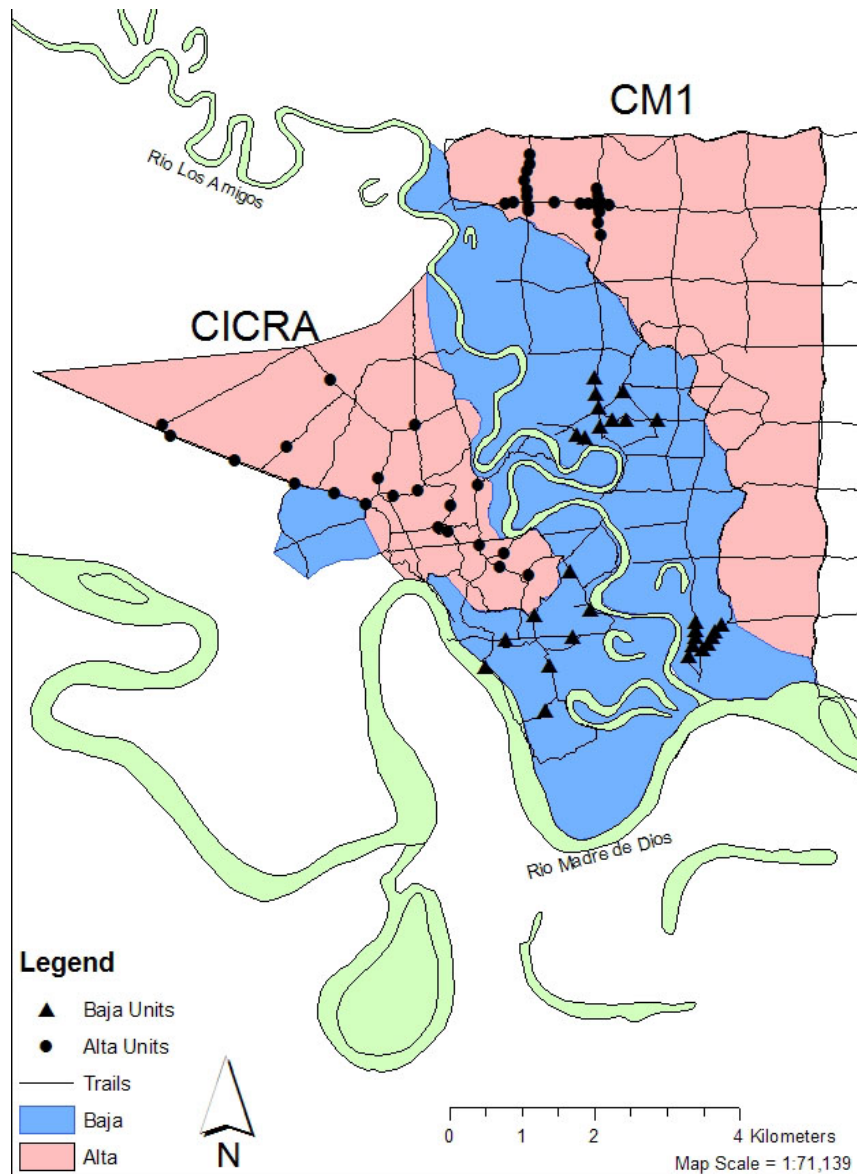 CM1
Río Los Amigos
CICRA
Rio Madre de Dios
Legend
Baja Units
Alta Units
Trails
Baja
Alta
N
0 1 2 4 Kilometers
Map Scale = 1:71,139